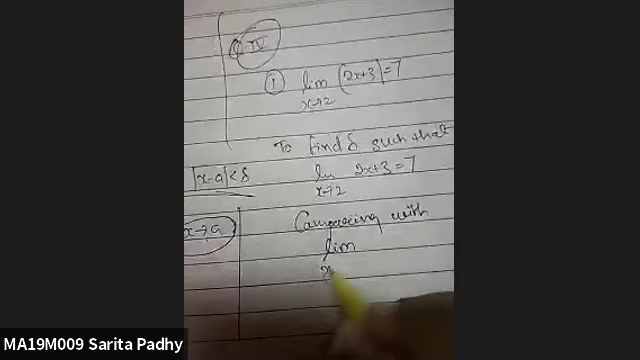 Q IV
① lim (2x+3)=7
x→2
To find δ such that
|x-a|<δ
lim 2x+3=7
x→2
x→a
Comparing with
lim
x
MA19M009 Sarita Padhy